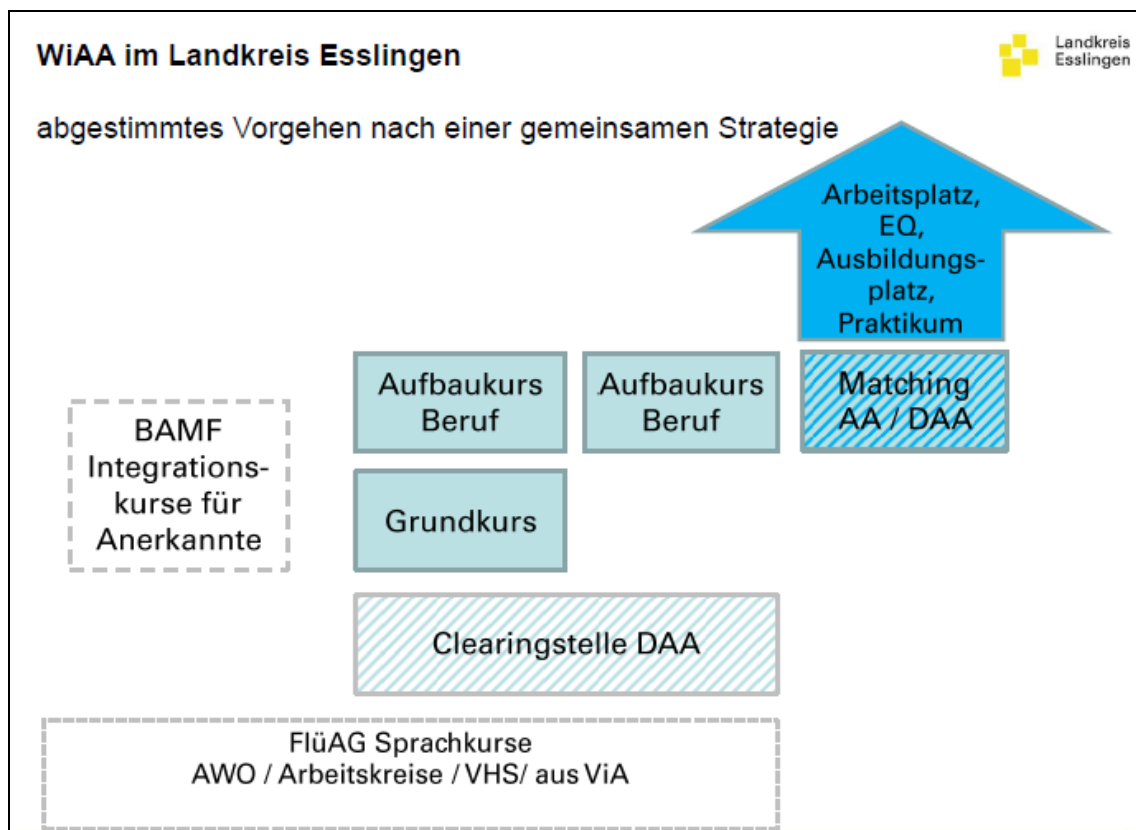 WiAA im Landkreis Esslingen
Landkreis
Esslingen
abgestimmtes Vorgehen nach einer gemeinsamen Strategie
Arbeitsplatz,
EQ,
Ausbildungs-
platz,
Praktikum
Aufbaukurs
Beruf
Aufbaukurs
Beruf
Matching
AA / DAA
BAMF
Integrations-
kurse für
Anerkannte
Grundkurs
Clearingstelle DAA
FlüAG Sprachkurse
AWO / Arbeitskreise / VHS/ aus ViA